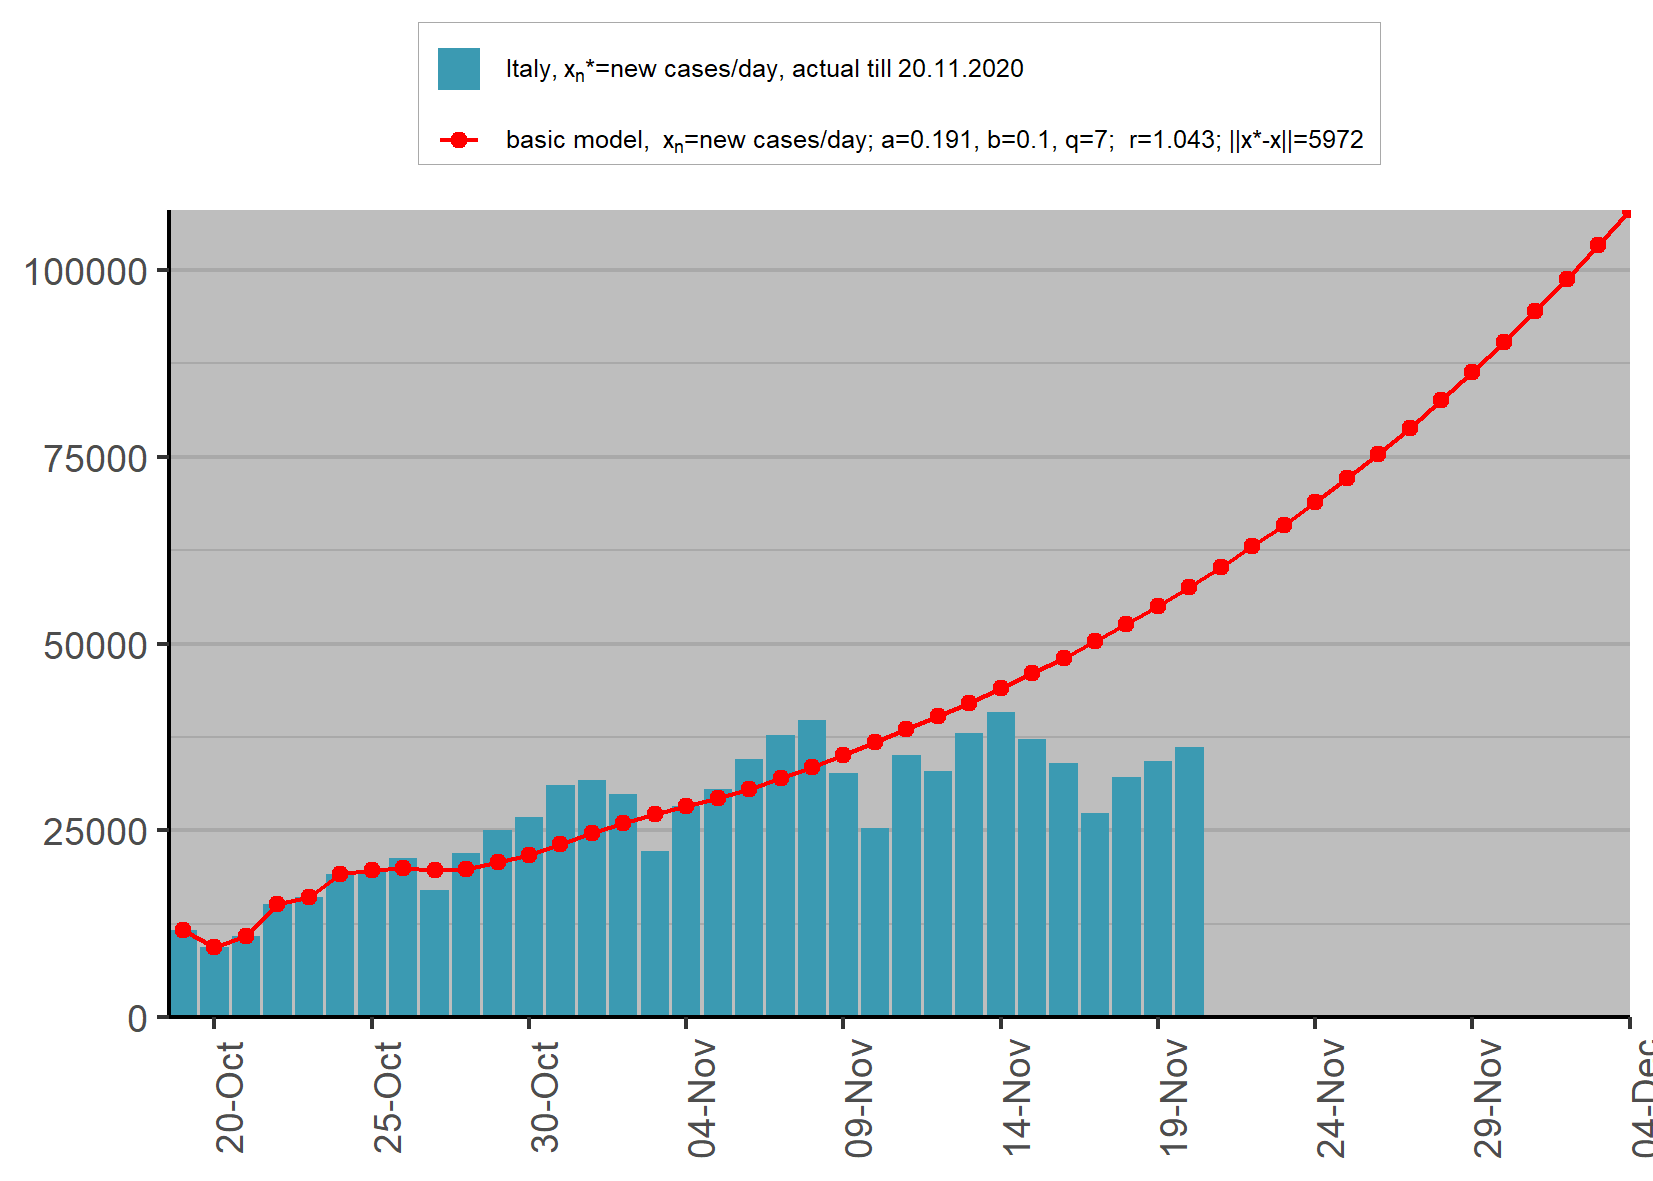 Italy, xn*=new cases/day, actual till 20.11.2020
basic model, xn=new cases/day; a=0.191, b=0.1, q=7; r=1.043; ||x*-x||=5972
100000
75000
50000
25000
0
20-Oct
25-Oct
30-Oct
04-Nov
09-Nov
14-Nov
19-Nov
24-Nov
29-Nov
04-Dec